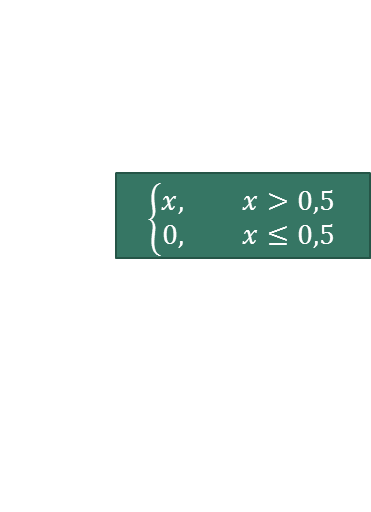 {x, x > 0,5
0, x ≤ 0,5